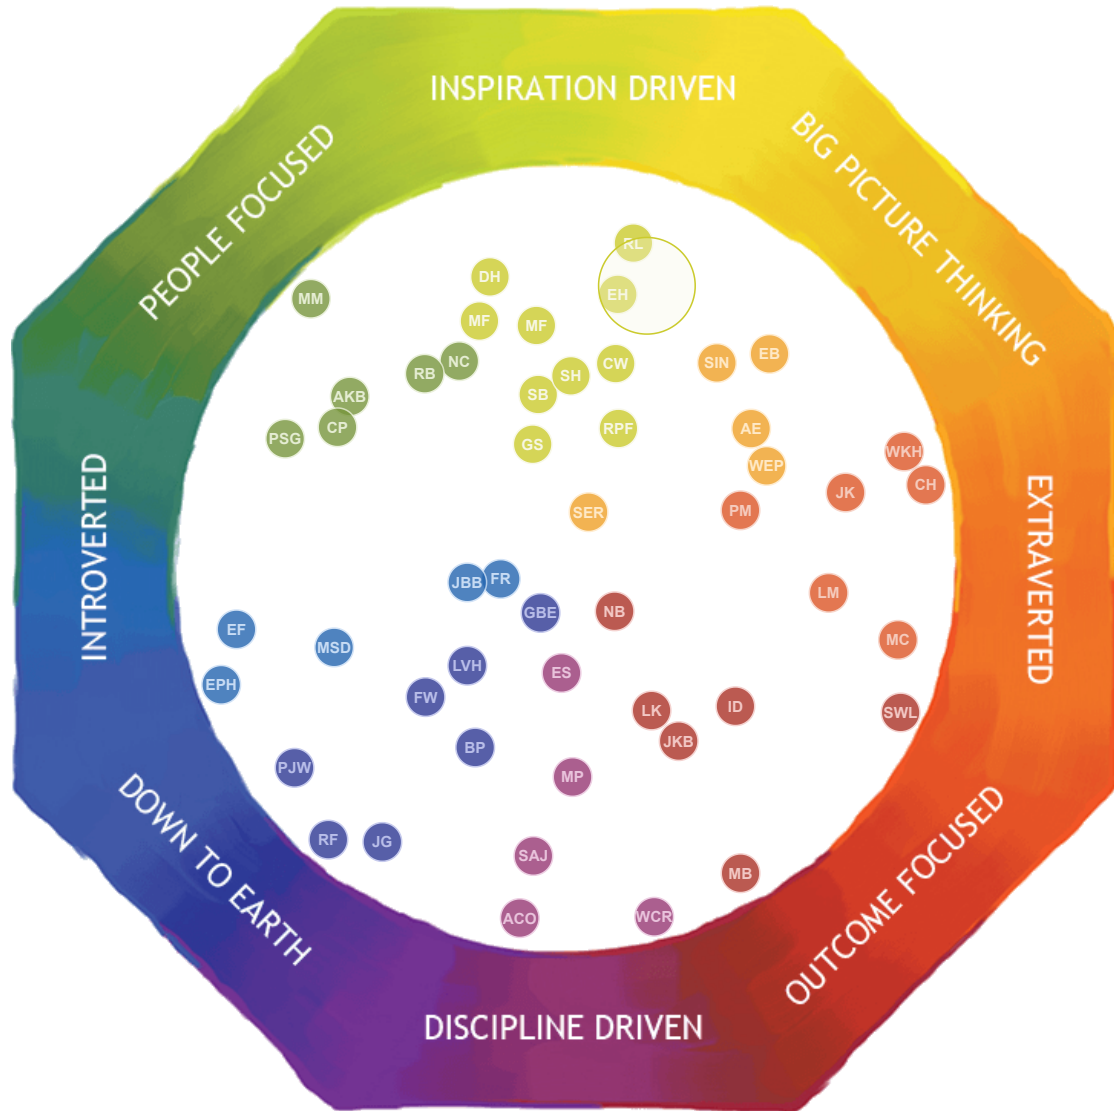 INSPIRATION DRIVEN
BIG PICTURE THINKING
PEOPLE FOCUSED
EXTRAVERTED
INTROVERTED
OUTCOME FOCUSED
DOWN TO EARTH
DISCIPLINE DRIVEN
RL
DH
EH
MM
MF
MF
EB
NC
SIN
CW
RB
SH
AKB
SB
CP
RPF
AE
PSG
GS
WKH
WEP
CH
JK
PM
SER
FR
JBB
LM
GBE
NB
EF
MC
MSD
LVH
ES
EPH
FW
ID
LK
SWL
JKB
BP
PJW
MP
RF
JG
SAJ
MB
WCR
ACO